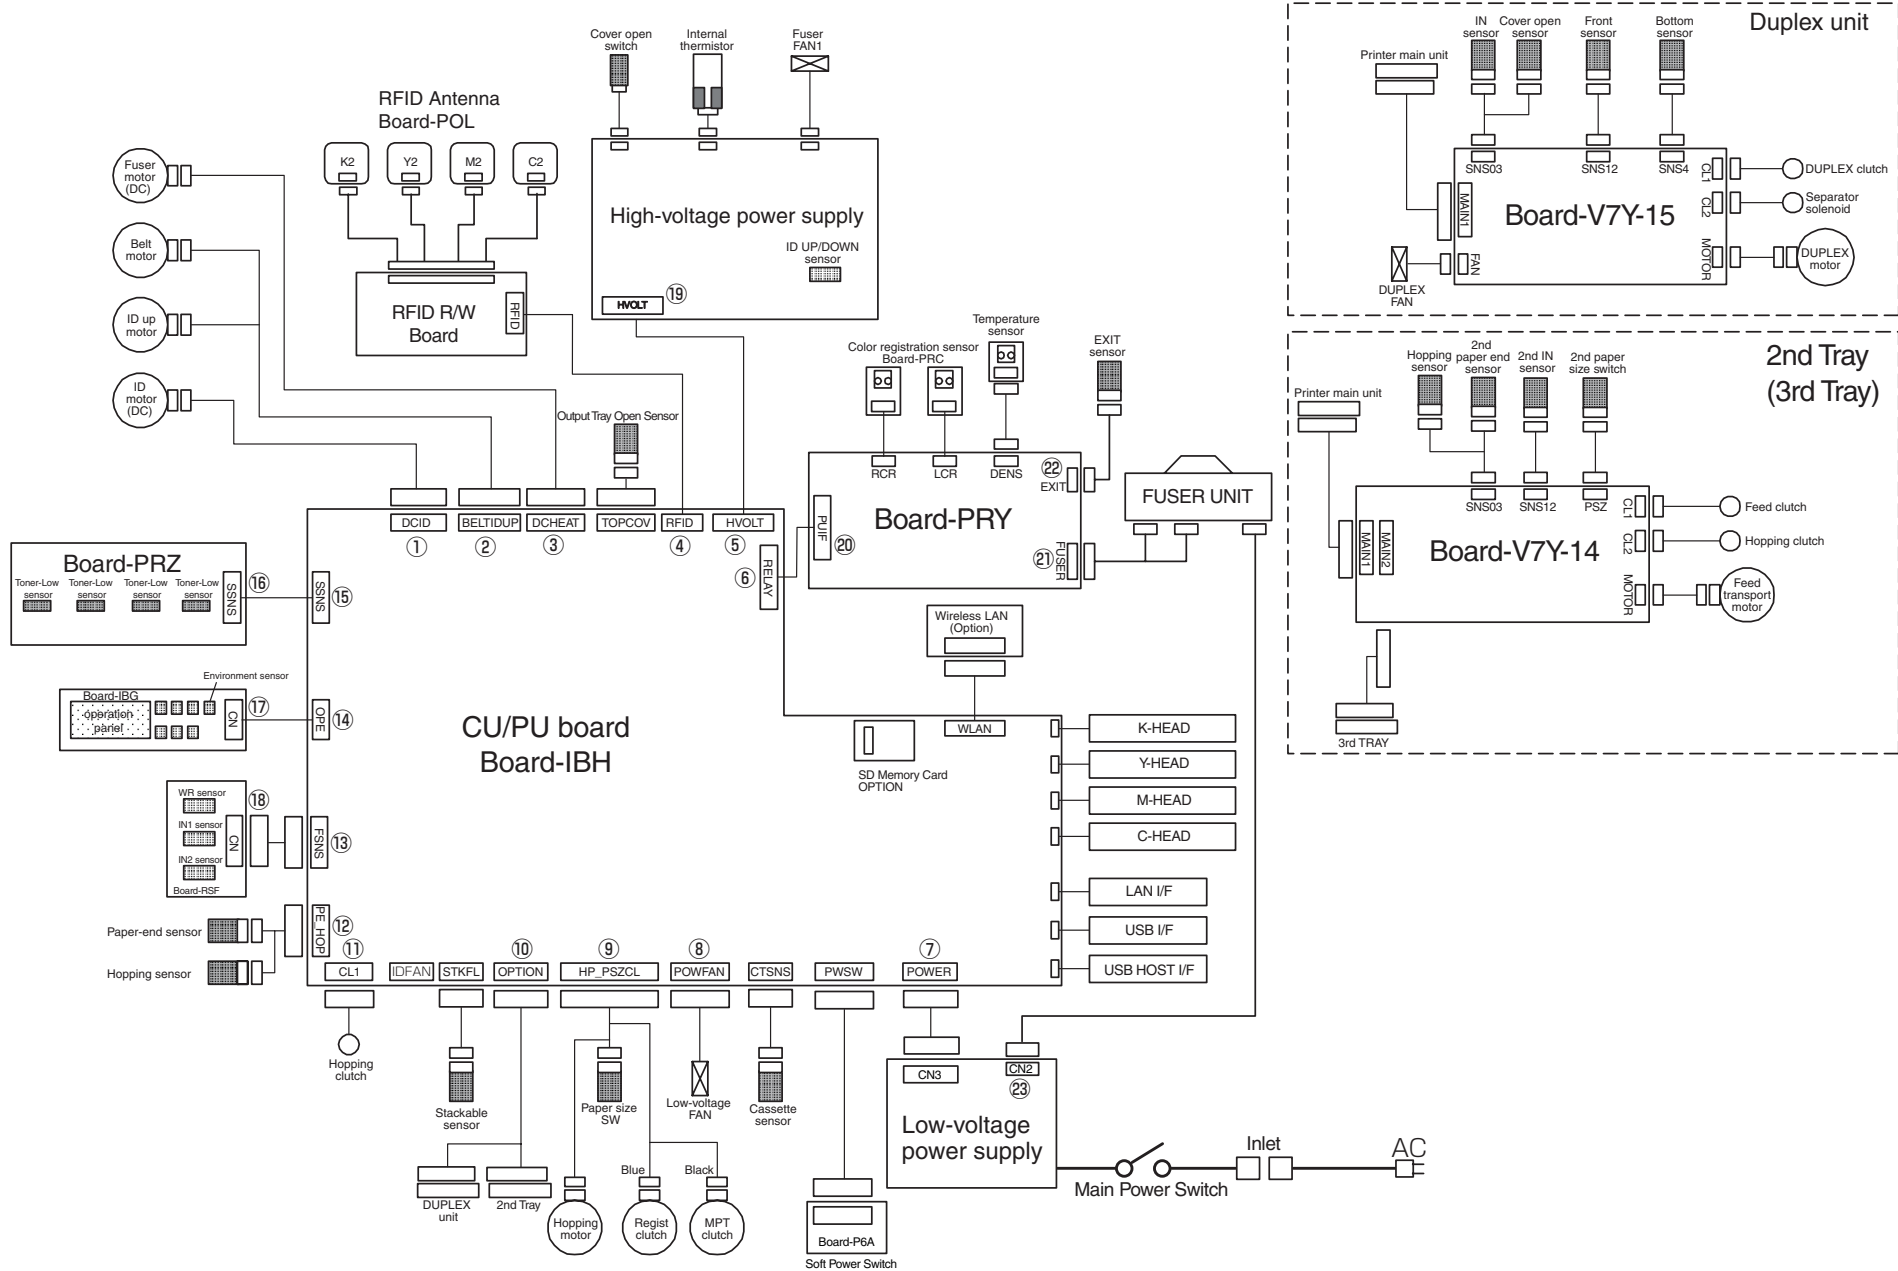 Cover open
switch
Internal
thermistor
Fuser
FAN1
RFID Antenna
Board-POL
K2
Y2
M2
C2
Fuser
motor
(DC)
Belt
motor
ID up
motor
ID
motor
(DC)
RFID R/W
Board
RFID
High-voltage power supply
ID UP/DOWN
sensor
HVOLT
⑲
Output Tray Open Sensor
Color registration sensor
Board-PRC
Temperature
sensor
EXIT
sensor
RCR
LCR
DENS
㉒
EXIT
PUIF
⑳
Board-PRY
㉑
FUSER
FUSER UNIT
DCID
BELTIDUP
DCHEAT
TOPCOV
RFID
HVOLT
①
②
③
④
⑤
⑥
RELAY
Board-PRZ
Toner-Low
sensor
Toner-Low
sensor
Toner-Low
sensor
Toner-Low
sensor
SSNS
⑯
SSNS
⑮
Wireless LAN
(Option)
WLAN
Environment sensor
Board-IBG
operation
panel
CN
⑰
OPE
⑭
CU/PU board
Board-IBH
SD Memory Card
OPTION
K-HEAD
Y-HEAD
M-HEAD
C-HEAD
LAN I/F
USB I/F
USB HOST I/F
WR sensor
IN1 sensor
IN2 sensor
Board-RSF
CN
⑱
FSNS
⑬
Paper-end sensor
Hopping sensor
PE_HOP
⑫
⑪
⑩
⑨
⑧
⑦
CL1
IDFAN
STKFL
OPTION
HP_PSZCL
POWFAN
CTSNS
PWSW
POWER
Hopping
clutch
Stackable
sensor
Paper size
SW
Low-voltage
FAN
Cassette
sensor
DUPLEX
unit
2nd Tray
Blue
Black
Hopping
motor
Regist
clutch
MPT
clutch
Board-P6A
Soft Power Switch
CN3
CN2
㉓
Low-voltage
power supply
Main Power Switch
Inlet
AC
Duplex unit
Printer main unit
IN
sensor
Cover open
sensor
Front
sensor
Bottom
sensor
SNS03
SNS12
SNS4
CL1
CL2
MOTOR
MAIN1
FAN
Board-V7Y-15
DUPLEX clutch
Separator
solenoid
DUPLEX
motor
DUPLEX
FAN
2nd Tray
(3rd Tray)
Printer main unit
Hopping
sensor
2nd
paper end
sensor
2nd IN
sensor
2nd paper
size switch
SNS03
SNS12
PSZ
CL1
CL2
MOTOR
MAIN1
MAIN2
Board-V7Y-14
Feed clutch
Hopping clutch
Feed
transport
motor
3rd TRAY